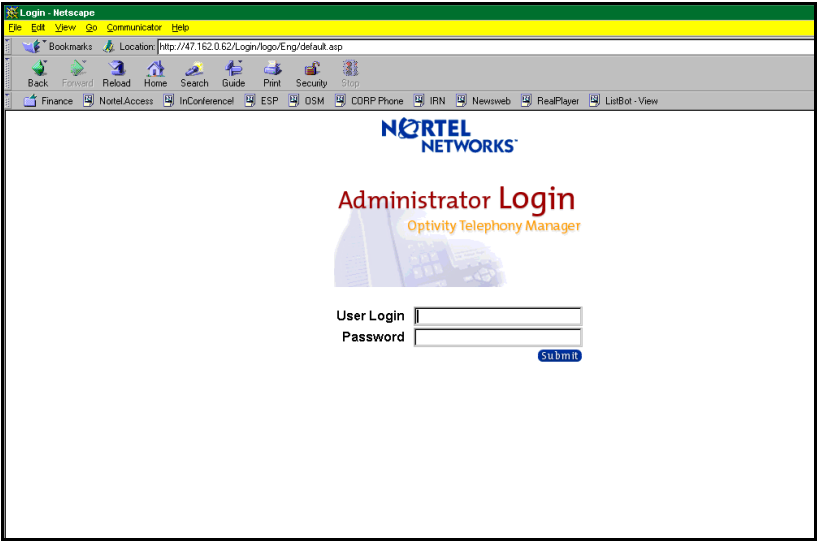 Login - Netscape
File Edit View Go Communicator Help
Bookmarks Location: http://47.162.0.62/Login/logo/Eng/default.asp
Back Forward Reload Home Search Guide Print Security Stop
Finance Nortel.Access InConference! ESP OSM CORP Phone IRN Newsweb RealPlayer ListBot - View
NORTEL
NETWORKS™
Administrator Login
Optivity Telephony Manager
User Login
Password
Submit